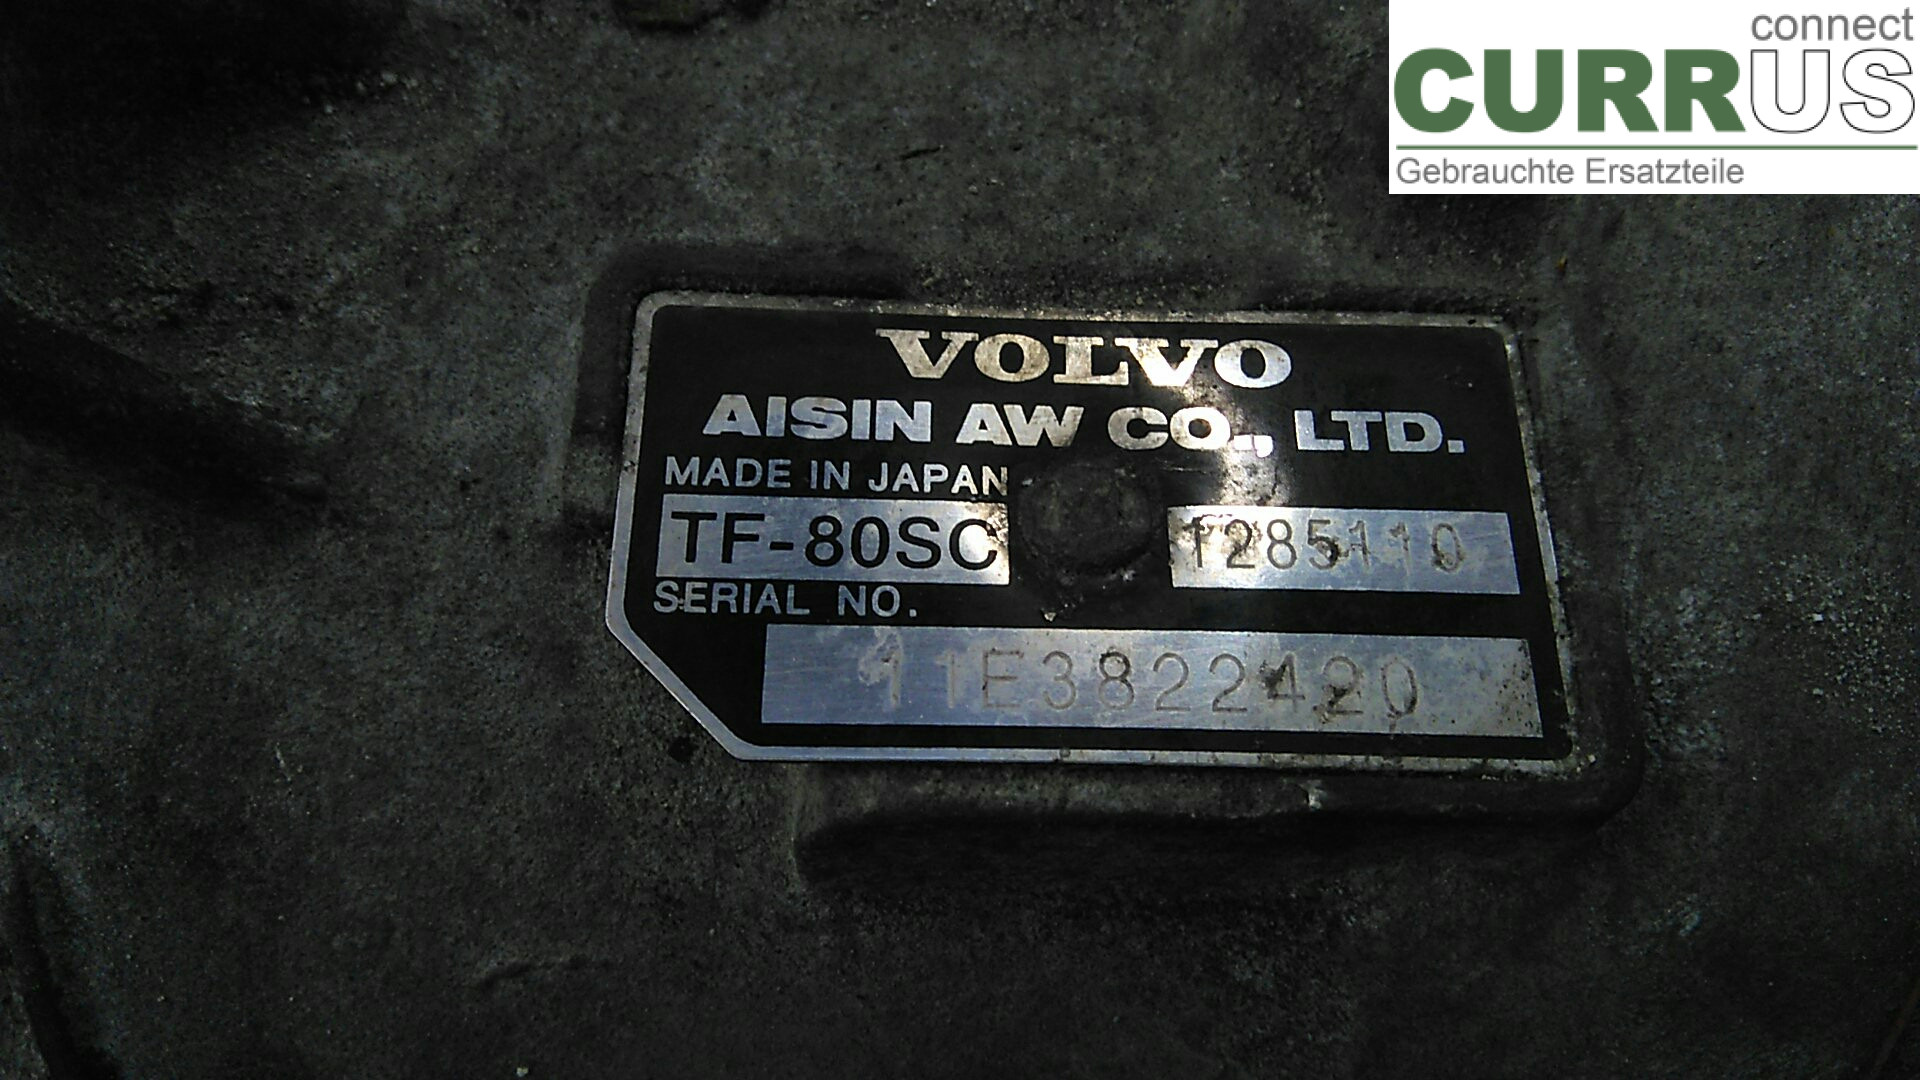 connect
CURRUS
Gebrauchte Ersatzteile
VOLVO
AISIN AW CO., LTD.
MADE IN JAPAN
TF-80SC 1285110
SERIAL NO.
11E3822420